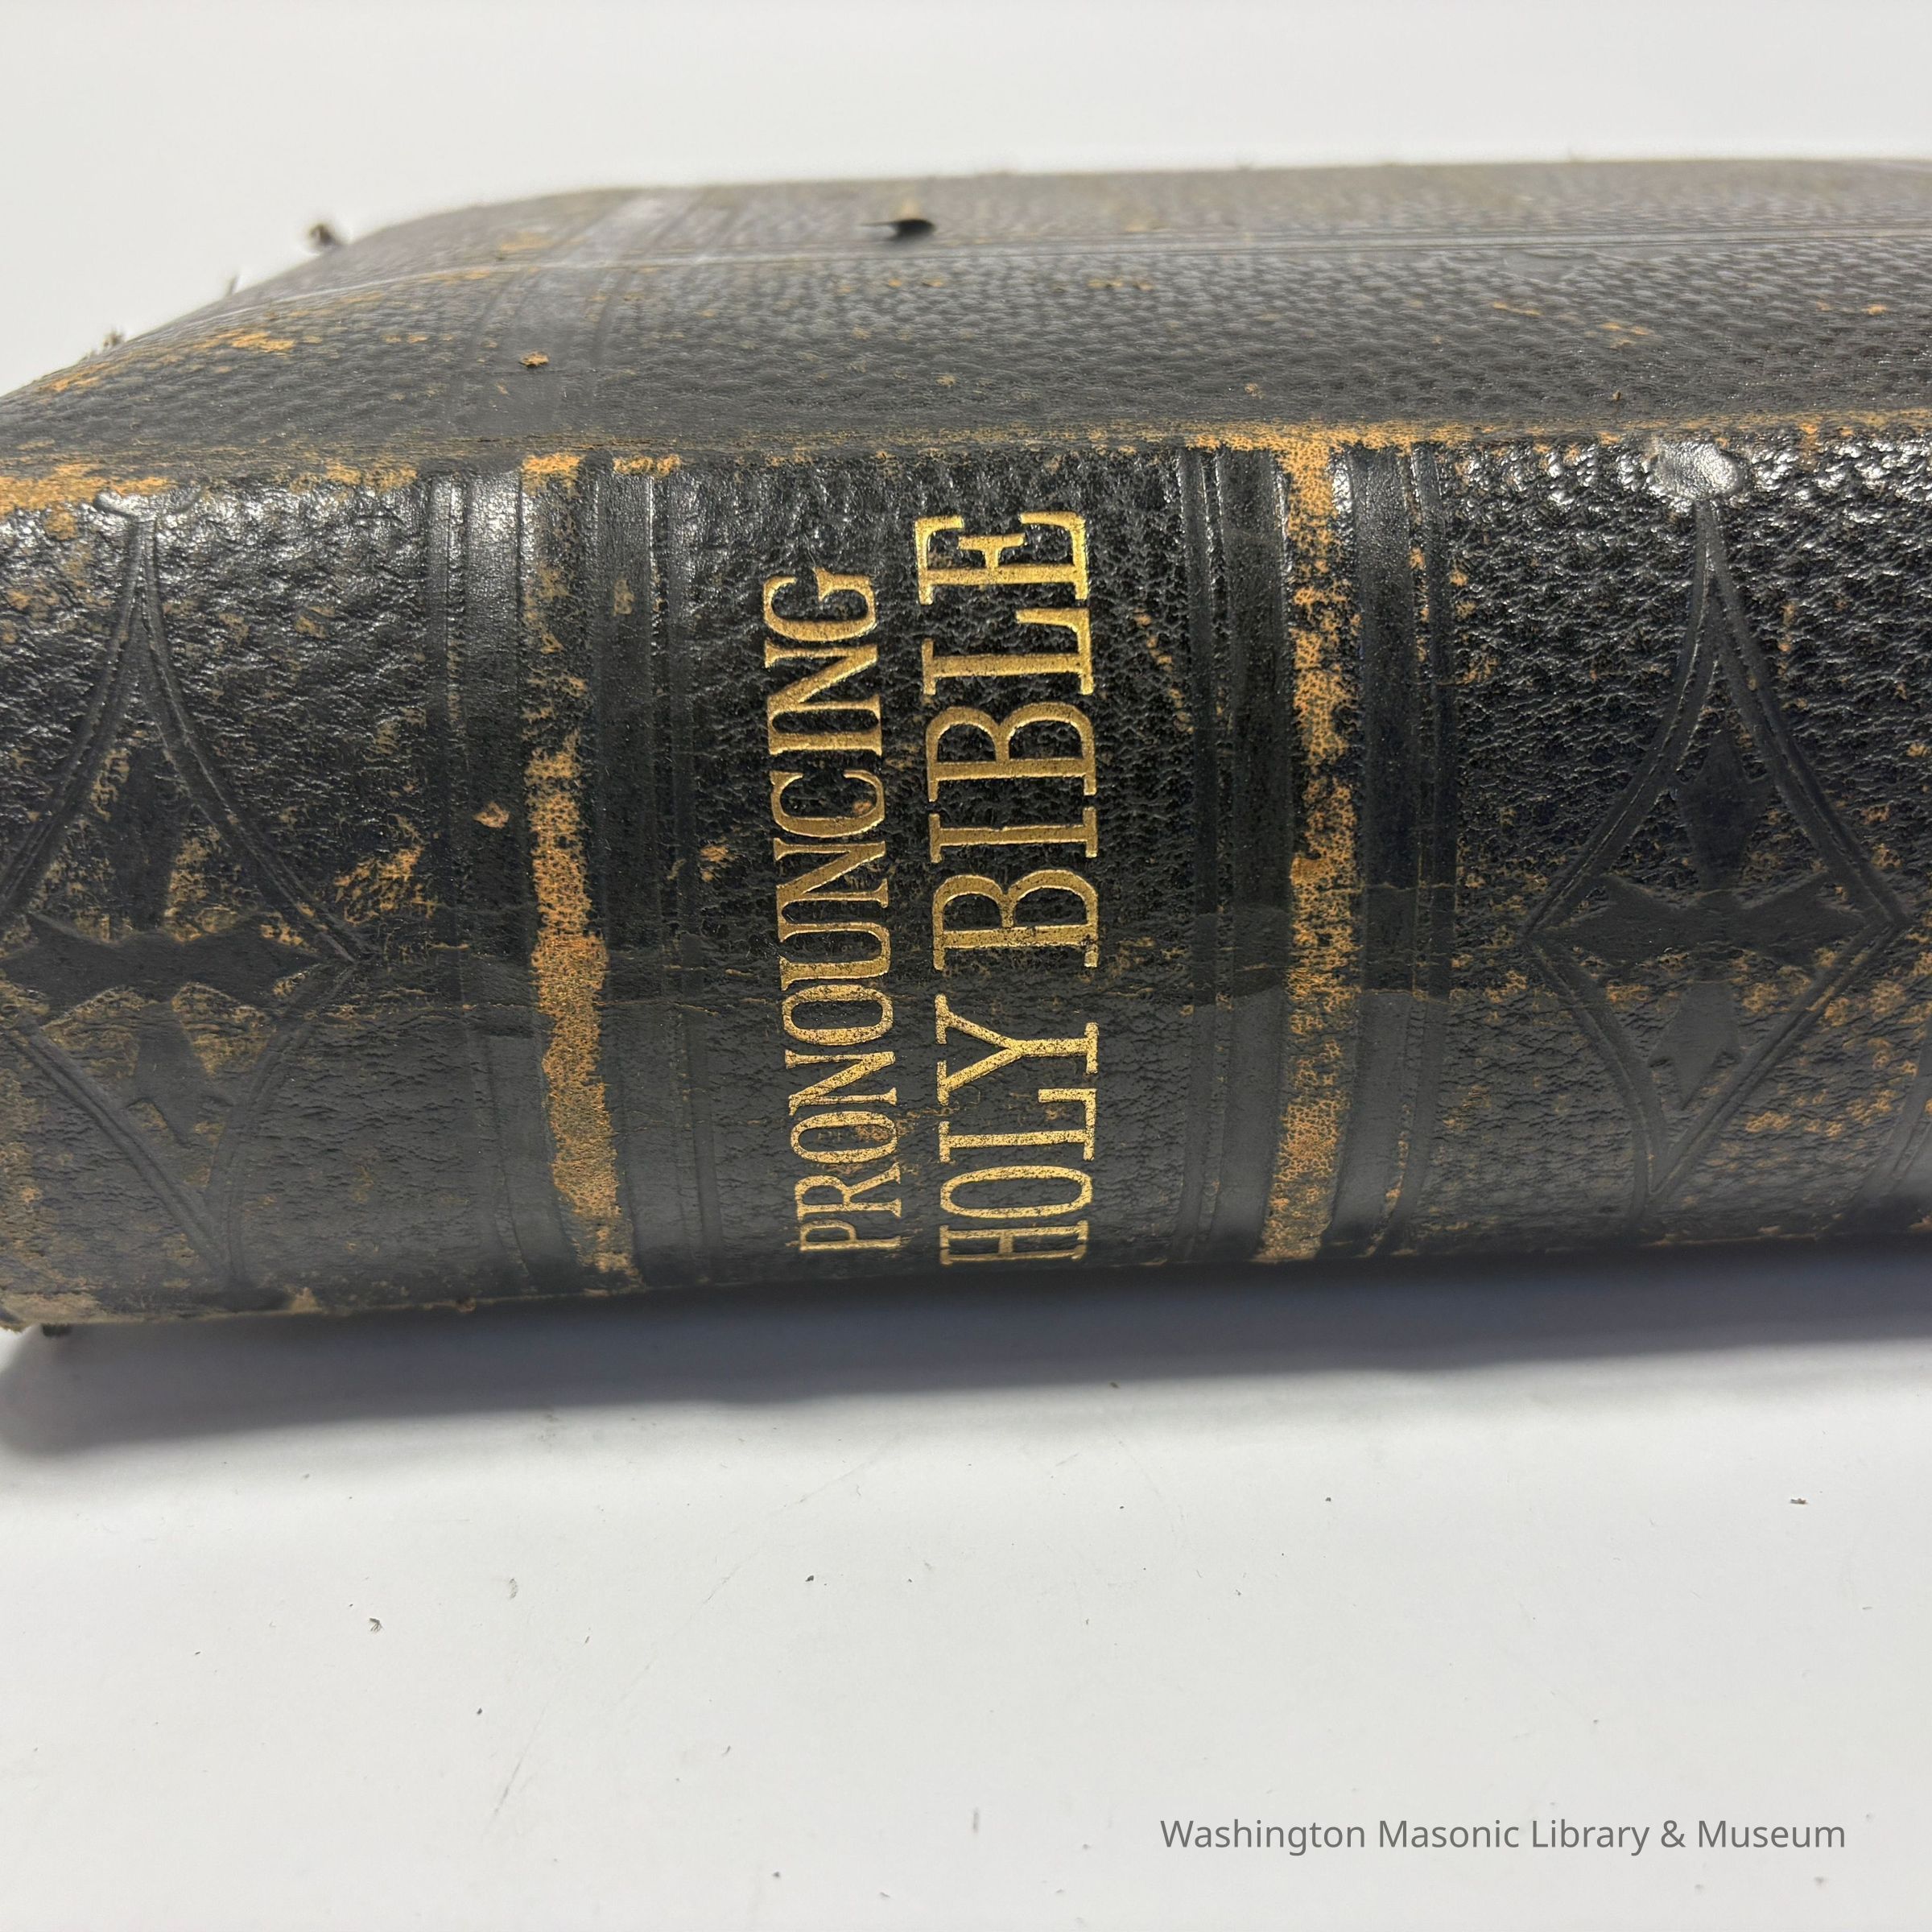 PRONOUNCING
HOLY BIBLE
Washington Masonic Library & Museum